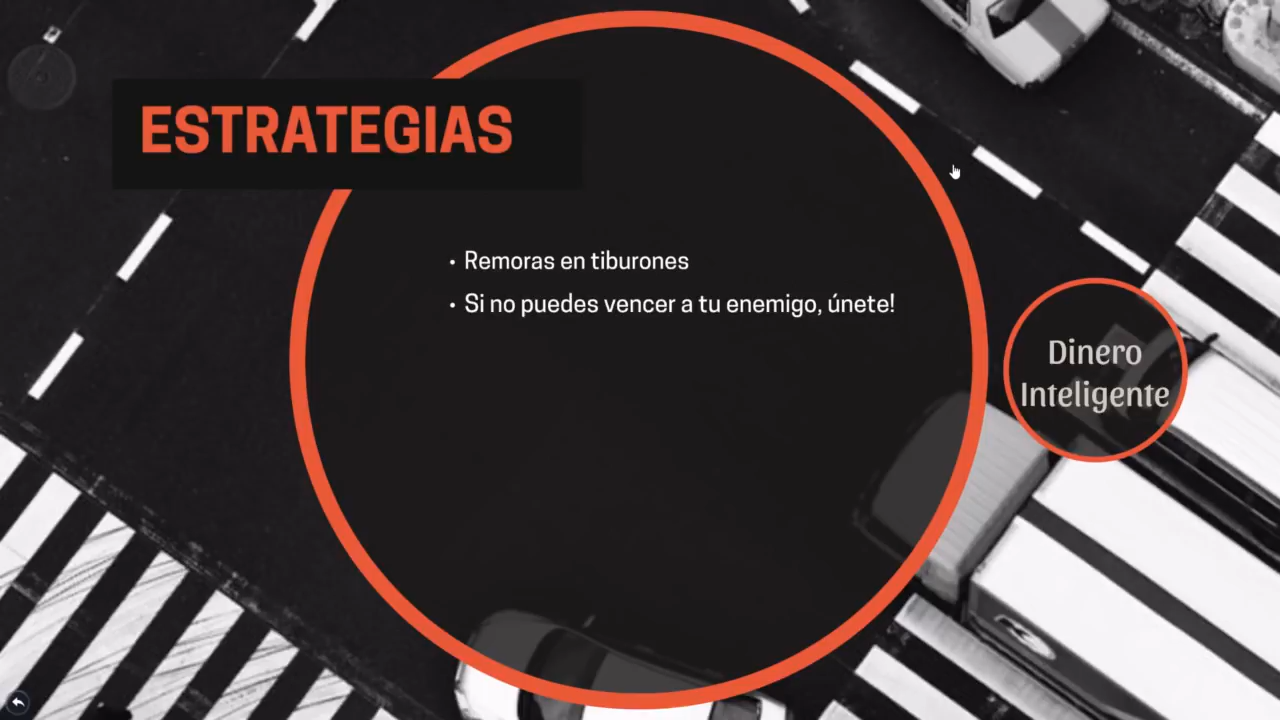 ESTRATEGIAS
• Remoras en tiburones
• Si no puedes vencer a tu enemigo, únete!
Dinero
Inteligente